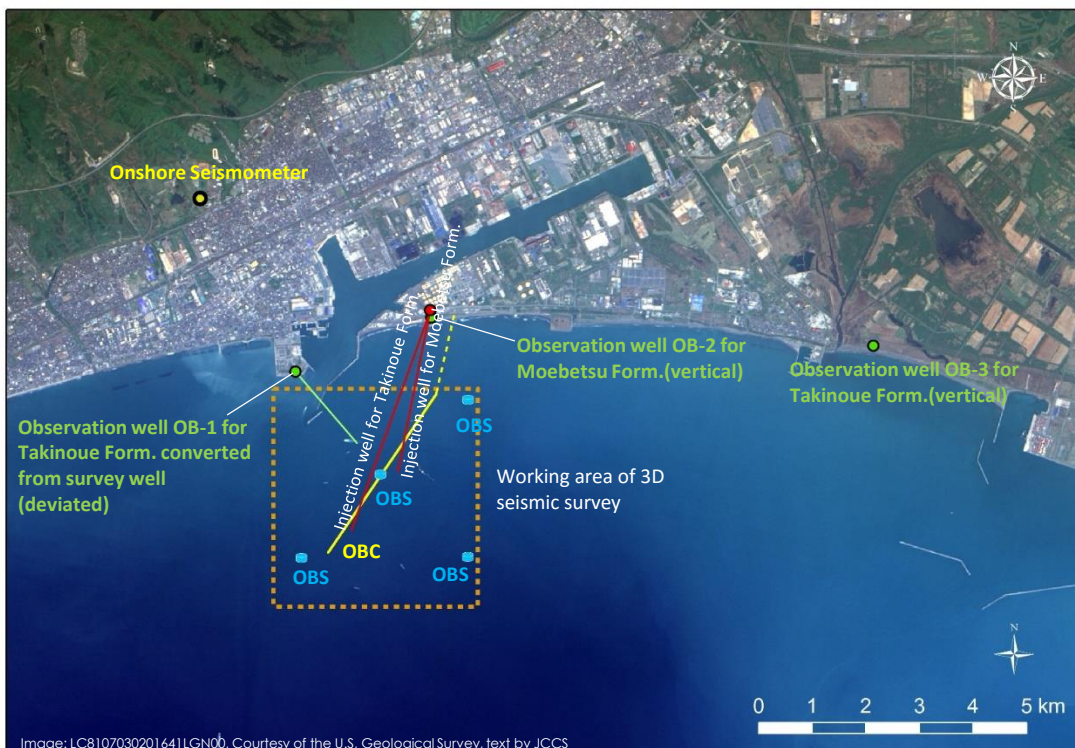 N
W E
S
Onshore Seismometer
Injection well for Takinoue Form.
Injection well for Moebetsu Form.
Observation well OB-2 for
Moebetsu Form.(vertical)
Observation well OB-3 for
Takinoue Form.(vertical)
Observation well OB-1 for
Takinoue Form. converted
from survey well
(deviated)
OBS
OBS
Working area of 3D
seismic survey
OBC
OBS
OBS
N
0 1 2 3 4 5 km
Image: LC81070302016141LGN00, Courtesy of the U.S. Geological Survey, text by JCCS